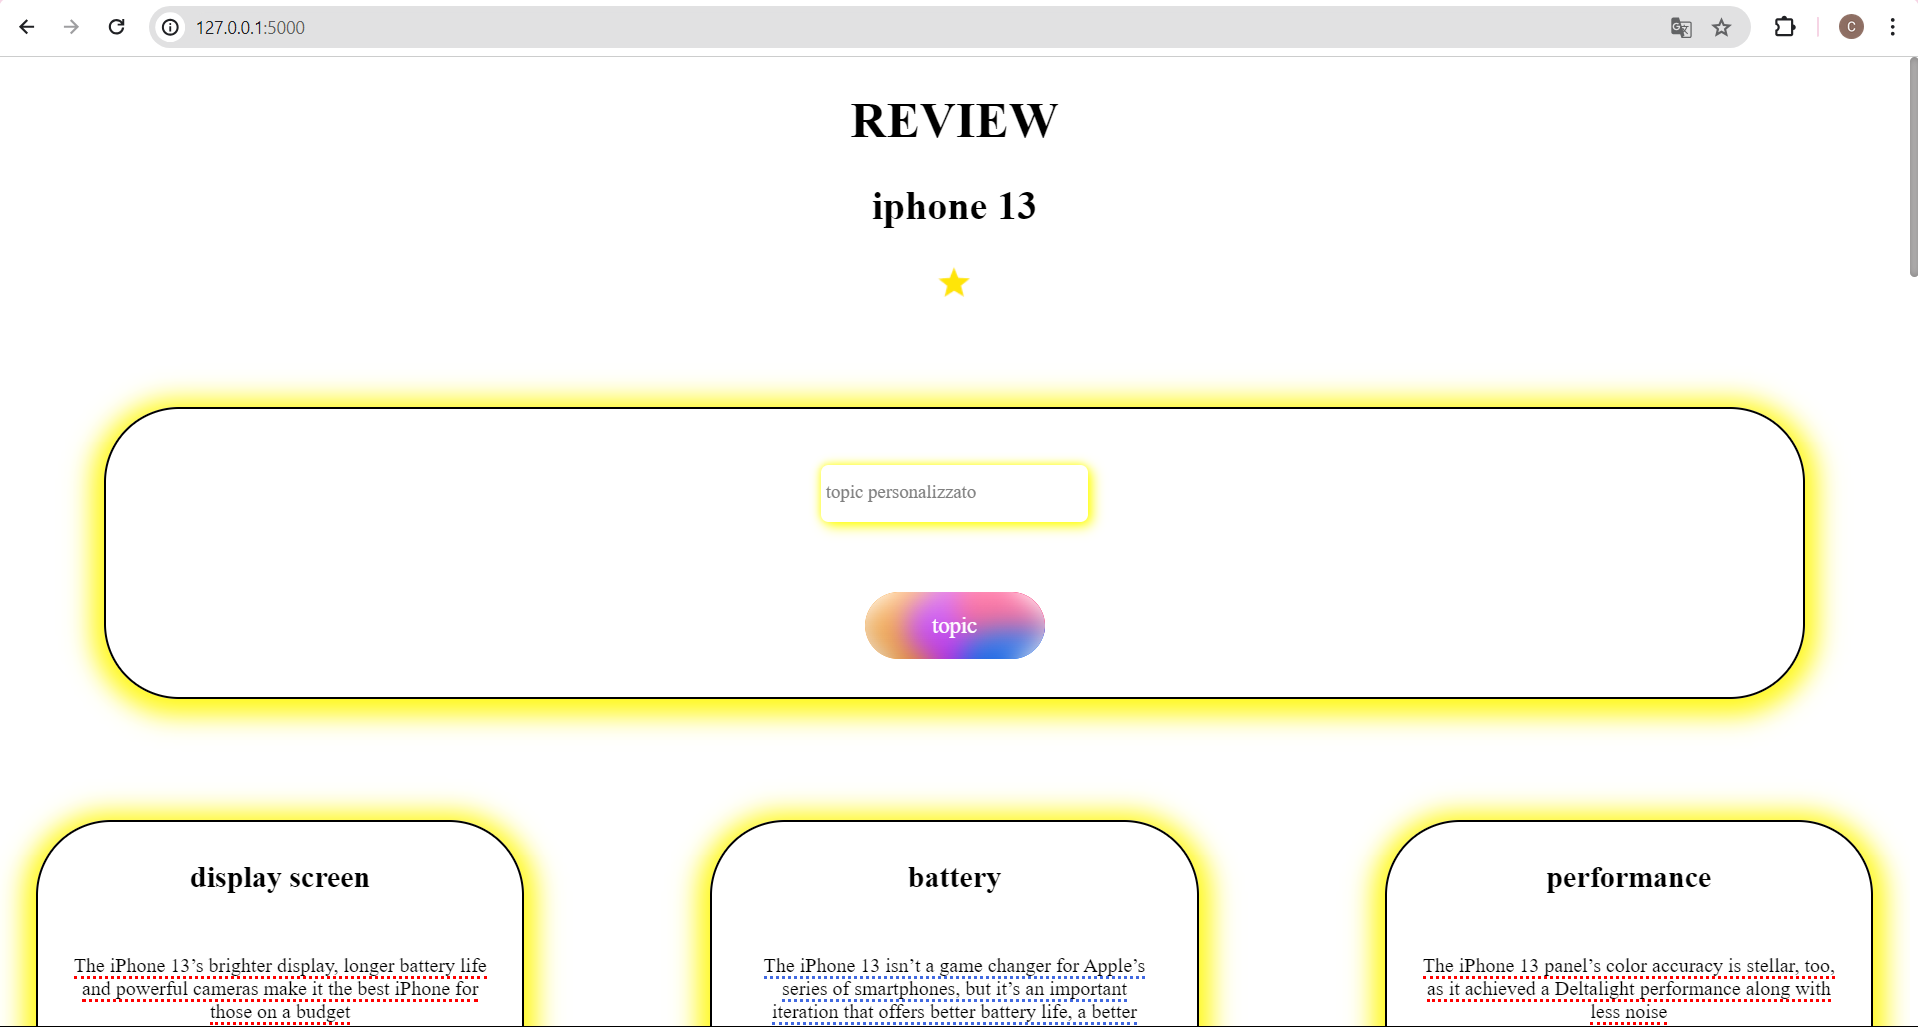 127.0.0.1:5000
C
REVIEW
iphone 13
topic personalizzato
topic
display screen
The iPhone 13’s brighter display, longer battery life
and powerful cameras make it the best iPhone for
those on a budget
battery
The iPhone 13 isn’t a game changer for Apple’s
series of smartphones, but it’s an important
iteration that offers better battery life, a better
performance
The iPhone 13 panel’s color accuracy is stellar, too,
as it achieved a Deltalight performance along with
less noise